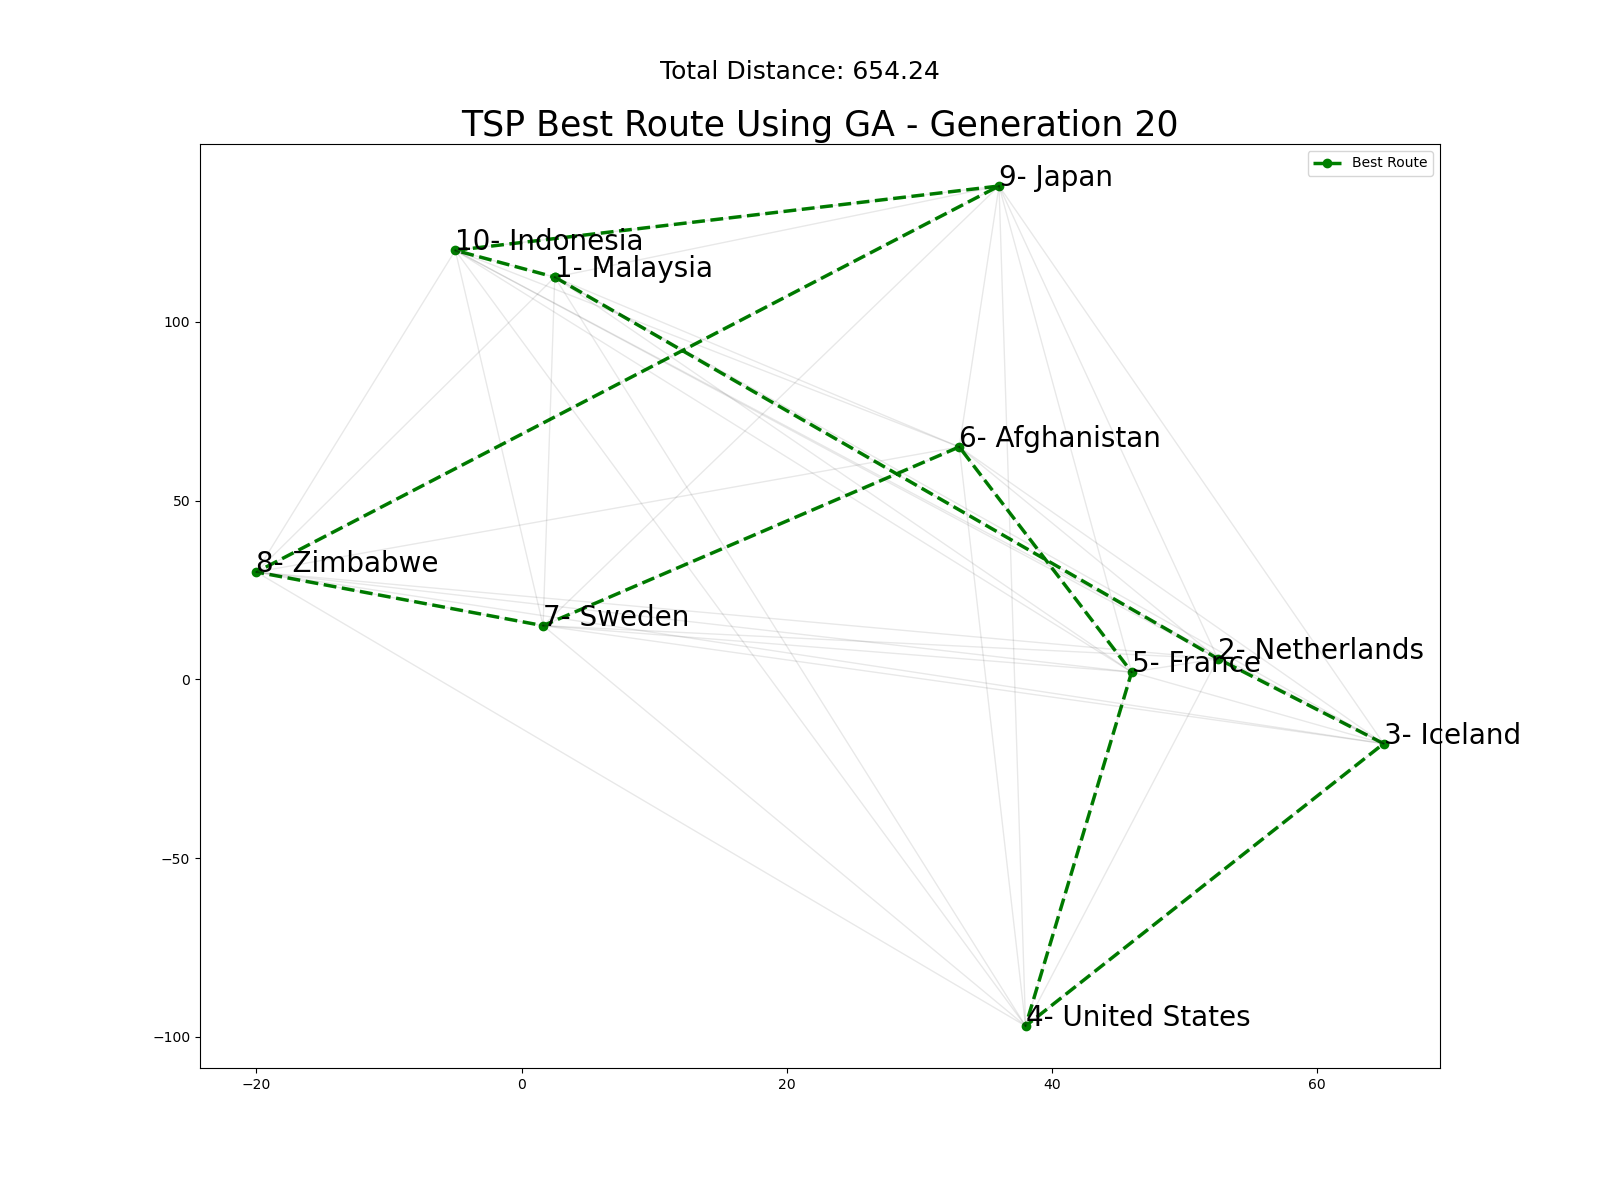 Total Distance: 654.24
TSP Best Route Using GA - Generation 20
Best Route
9- Japan
10- Indonesia
1- Malaysia
100
6- Afghanistan
50
8- Zimbabwe
7- Sweden
2- Netherlands
5- France
0
3- Iceland
−50
4- United States
−100
−20 0 20 40 60